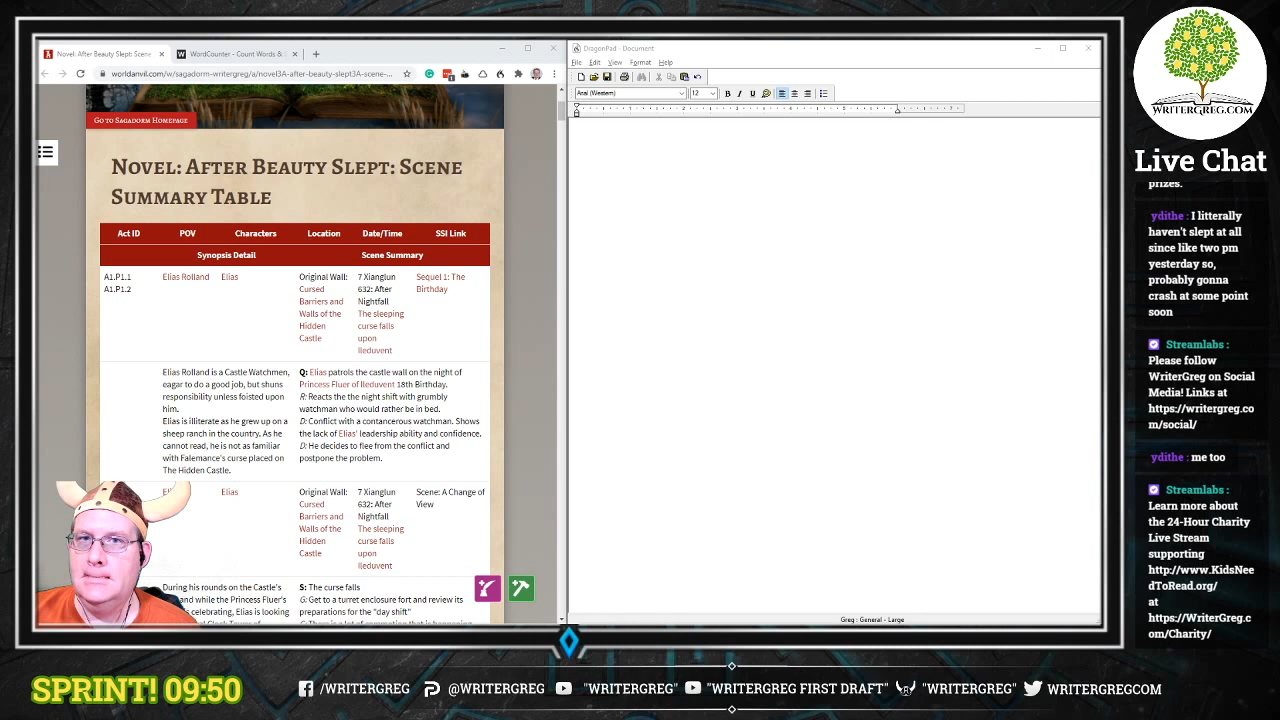 Novel: After Beauty Slept: Scene
WordCounter - Count Words &
worldanvil.com/w/sagadorm-writergreg/a/novel3A-after-beauty-slept3A-scene-...
Go to Sagadorm Homepage
Novel: After Beauty Slept: Scene
Summary Table
Act ID POV Characters Location Date/Time SSI Link
Synopsis Detail Scene Summary
A1.P1.1 Elias Rolland Elias Original Wall: 7 Xianglun Sequel 1: The
A1.P1.2 Cursed 632: After Birthday
Barriers and Nightfall
Walls of the The sleeping
Hidden curse falls
Castle upon
Ileduvent
Elias Rolland is a Castle Watchmen, Q: Elias patrols the castle wall on the night of
eager to do a good job, but shuns Princess Fluer of Ileduvent 18th Birthday.
responsibility unless foisted upon R: Reacts the the night shift with grumbly
him. watchman who would rather be in bed.
Elias is illiterate as he grew up on a D: Conflict with a contancerous watchman. Shows
sheep ranch in the country. As he the lack of Elias' leadership ability and confidence.
cannot read, he is not as familiar D: He decides to flee from the conflict and
with Falemance's curse placed on postpone the problem.
The Hidden Castle.
Elias Original Wall: 7 Xianglun Scene: A Change of
Cursed 632: After View
Barriers and Nightfall
Walls of the The sleeping
Hidden curse falls
Castle upon
Ileduvent
During his rounds on the Castle's S: The curse falls
and while the Princess Fluer's G: Get to a turret enclosure fort and review its
celebrating, Elias is looking preparations for the "day shift"
DragonPad - Document
File Edit View Format Help
Arial (Western) 12 B I U
1 2 3 4 5 6 7
Greg : General - Large
WRITERGREG.COM
Live Chat
prizes.
ydithe : I litterally
haven't slept at all
since like two pm
yesterday so,
probably gonna
crash at some point
soon
Streamlabs :
Please follow
WriterGreg on Social
Media! Links at
https://writergreg.co
m/social/
ydithe : me too
Streamlabs :
Learn more about
the 24-Hour Charity
Live Stream
supporting
http://www.KidsNee
dToRead.org/
at
https://WriterGreg.c
om/Charity/
SPRINT! 09:50
/WRITERGREG @WRITERGREG "WRITERGREG" "WRITERGREG FIRST DRAFT" "WRITERGREG" WRITERGREGCOM